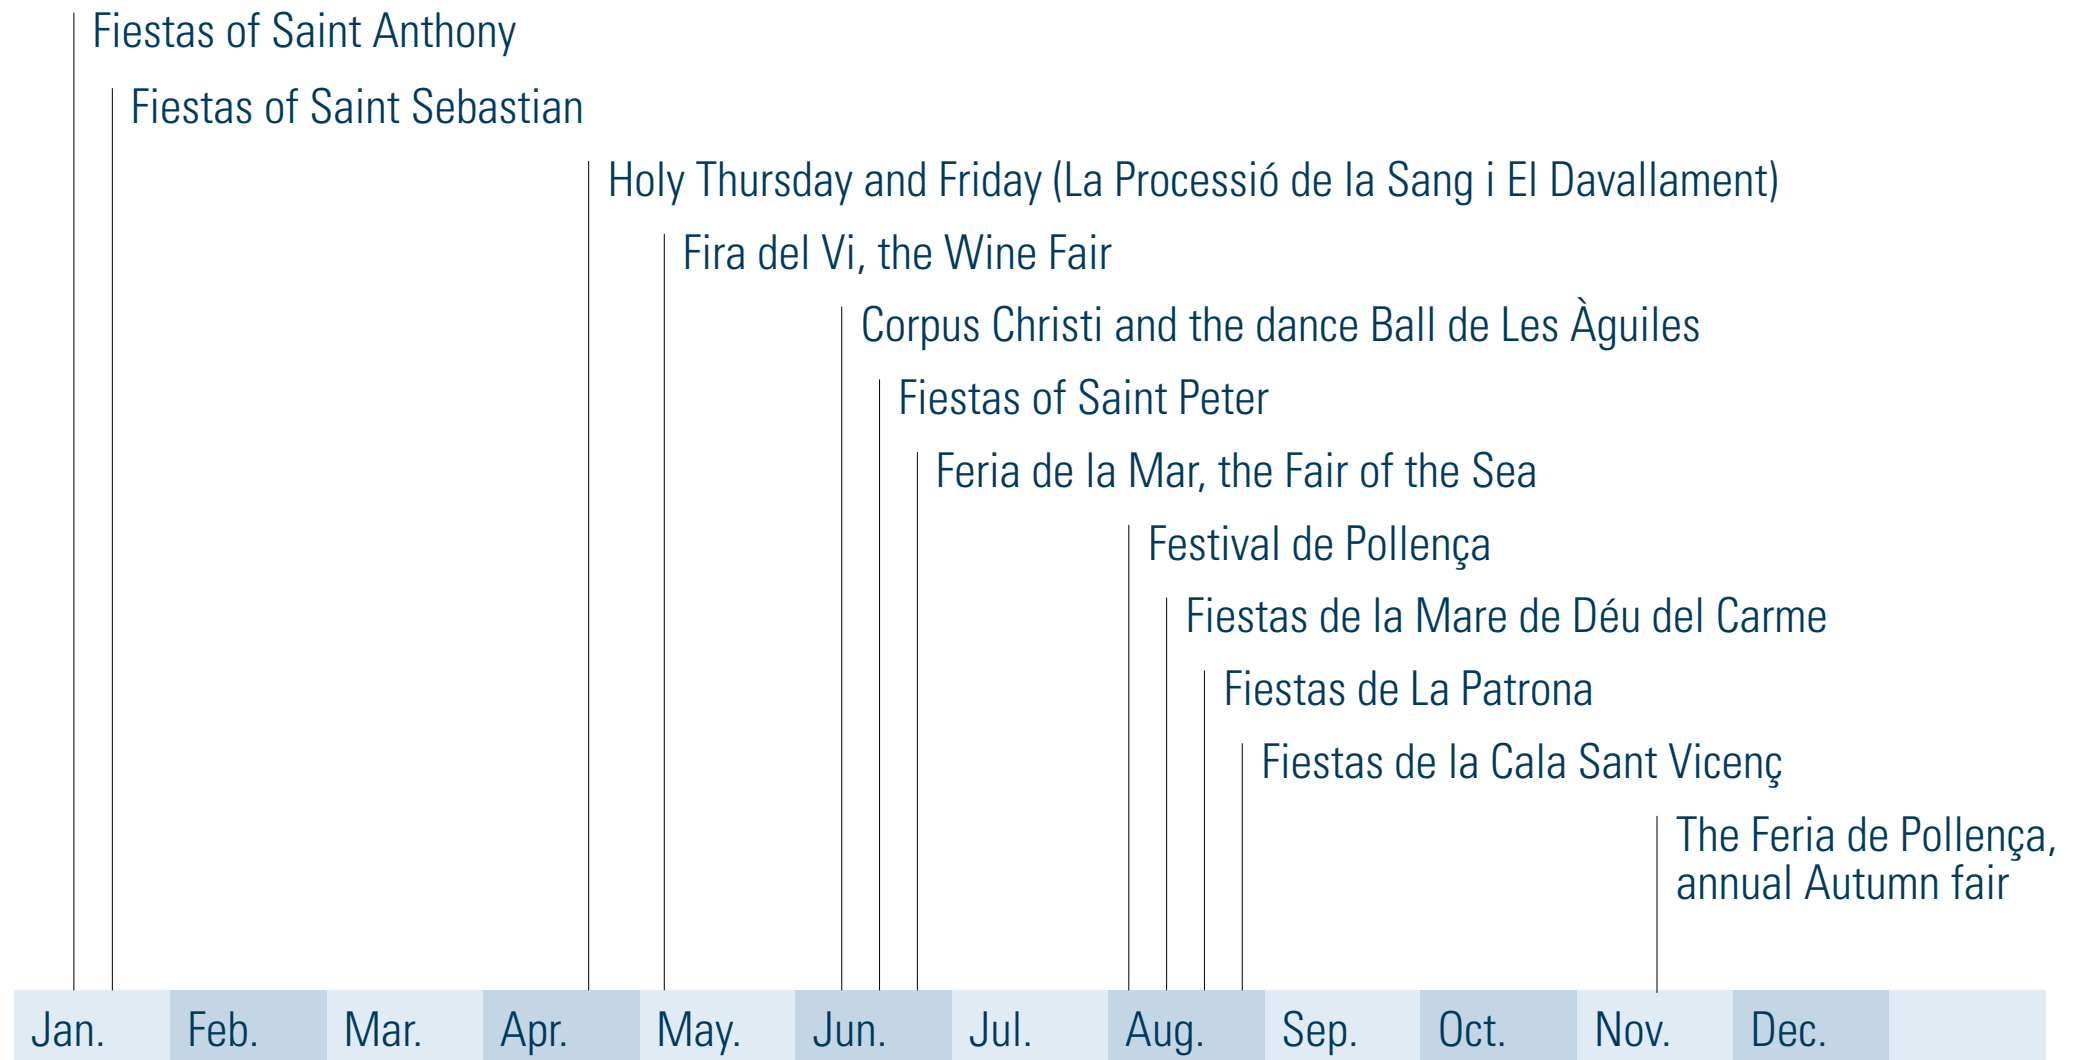 Fiestas of Saint Anthony
Fiestas of Saint Sebastian
Holy Thursday and Friday (La Processió de la Sang i El Davallament)
Fira del Vi, the Wine Fair
Corpus Christi and the dance Ball de Les Àguiles
Fiestas of Saint Peter
Feria de la Mar, the Fair of the Sea
Festival de Pollença
Fiestas de la Mare de Déu del Carme
Fiestas de La Patrona
Fiestas de la Cala Sant Vicenç
The Feria de Pollença,
annual Autumn fair
Jan. Feb. Mar. Apr. May. Jun. Jul. Aug. Sep. Oct. Nov. Dec.